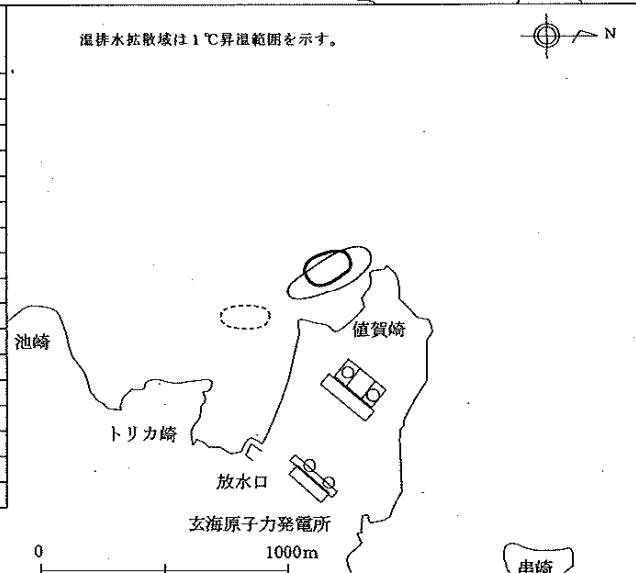 温排水拡散域は1℃昇温範囲を示す。
N
値賀崎
池崎
トリカ崎
放水口
玄海原子力発電所
0 1000m
串崎